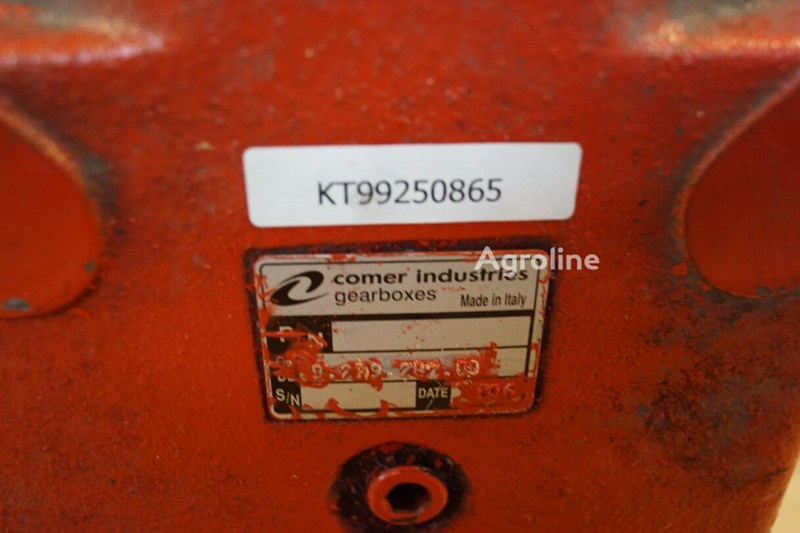 KT99250865
Agroline
comer industries
gearboxes Made in Italy
S/N DATE